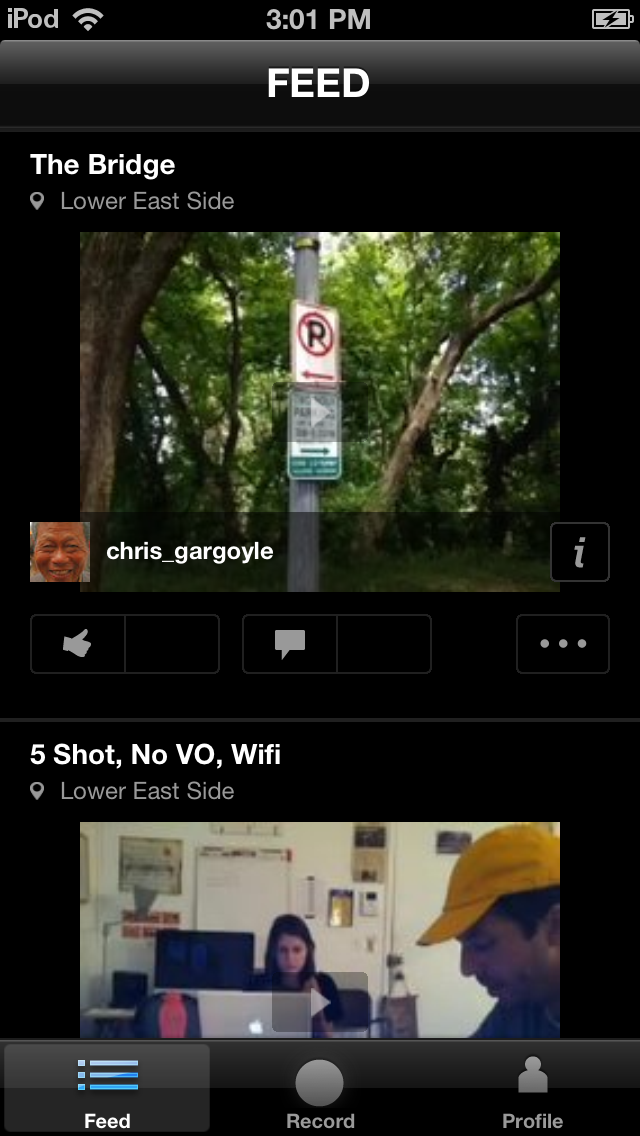 iPod
3:01 PM
FEED
The Bridge
Lower East Side
P
chris_gargoyle
i
5 Shot, No VO, Wifi
Lower East Side
Feed
Record
Profile